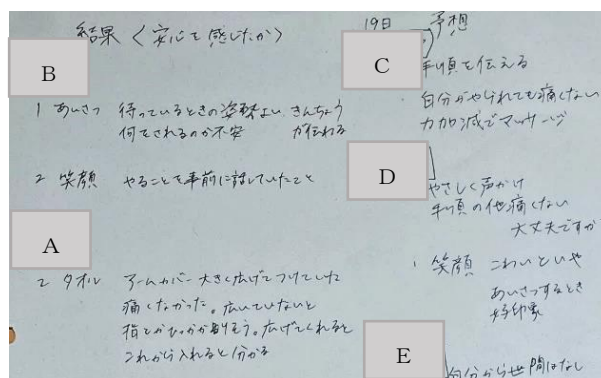 結果〈安心を感じたか〉
B
1 あいさつ 待っているときの姿勢よい きんちょう
何をされるのか不安 が伝わる
2 笑顔 やることを事前に話していたこと
A
2 タオル アームカバー 大きく広げてつけていた
痛くなかった。広いていないと
指とかひっかかりそう。広げてくれると
これから入れると分かる
19日 予想
C
手順を伝える
自分がやられても痛くない
力加減でマッサージ
D
やさしく声かけ
手順の他痛くない
大丈夫ですか
1 笑顔 こわいといや
あいさつするとき
好印象
E
自分から世間はなし